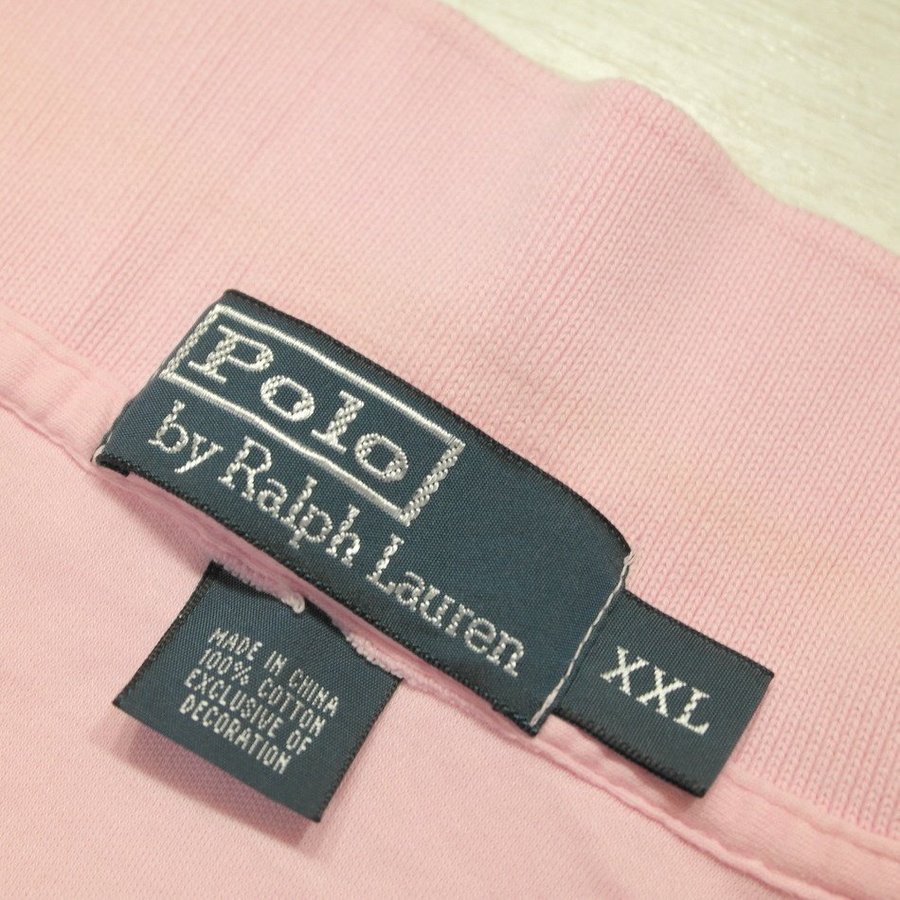 Polo
by Ralph Lauren
XXL
MADE IN CHINA
100% COTTON
EXCLUSIVE OF
DECORATION